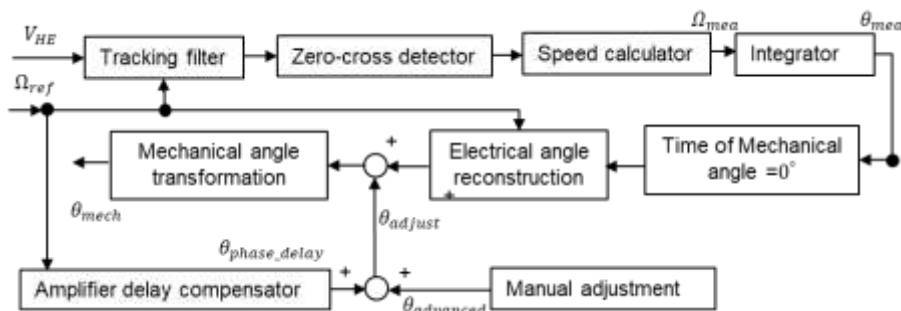 V_HE
Ω_mea
θ_mea
Tracking filter
Zero-cross detector
Speed calculator
Integrator
Ω_ref
Mechanical angle
transformation
+
Electrical angle
reconstruction
+
Time of Mechanical
angle =0°
θ_mech
θ_adjust
θ_phase_delay
Amplifier delay compensator
+
+
θ_advanced
Manual adjustment